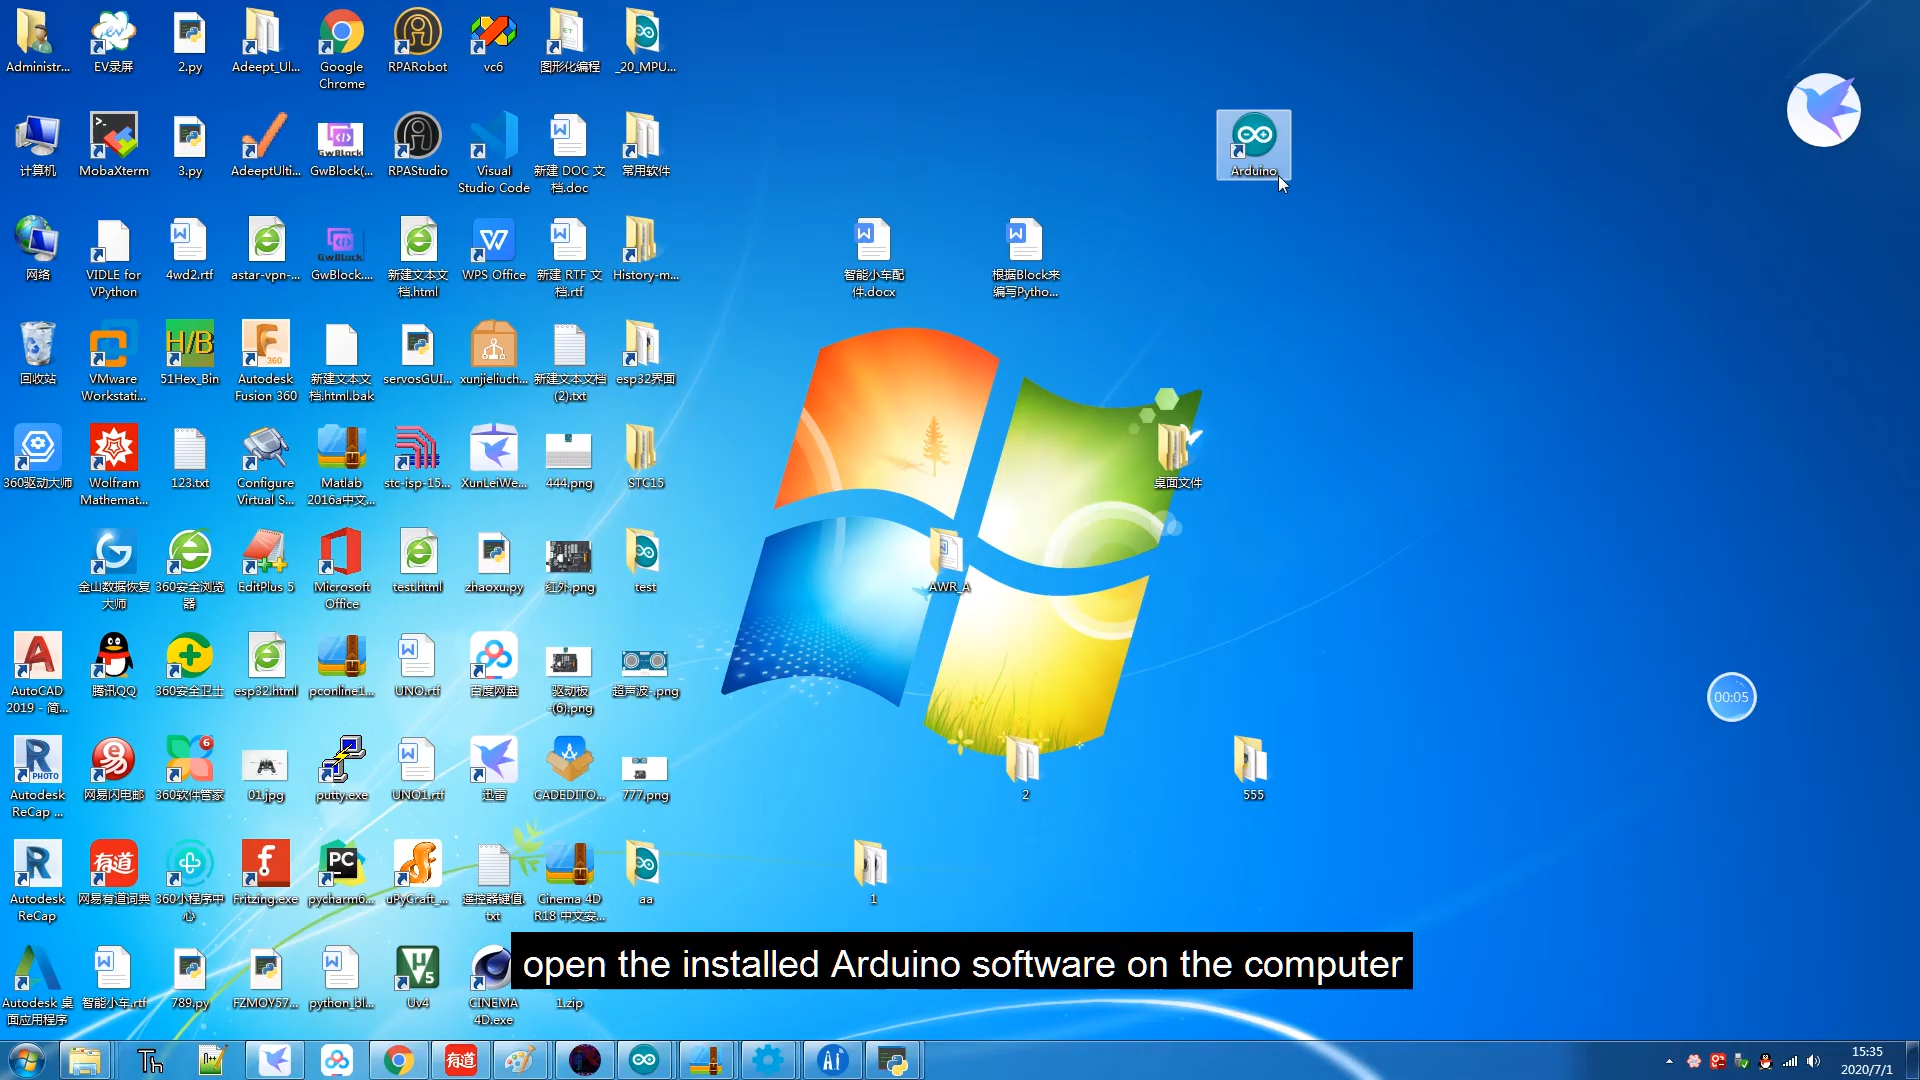 Administr...
EV录屏
2.py
Adeept_Ul...
Google
Chrome
RPARobot
vc6
图形化编程
_20_MPU...
计算机
MobaXterm
3.py
AdeeptUlti...
GwBlock(...
RPAStudio
Visual
Studio Code
新建 DOC 文
档.doc
常用软件
Arduino
网络
VIDLE for
VPython
4wd2.rtf
astar-vpn-...
GwBlock....
新建文本文
档.html
WPS Office
新建 RTF 文
档.rtf
History-m...
智能小车配
件.docx
根据Block来
编写Pytho...
回收站
VMware
Workstati...
51Hex_Bin
Autodesk
Fusion 360
新建文本文
档.html.bak
servosGUI...
xunjieliuch...
新建文本文档
(2).txt
esp32界面
360驱动大师
Wolfram
Mathemat...
123.txt
Configure
Virtual S...
Matlab
2016a中文...
stc-isp-15...
XunLeiWe...
444.png
STC15
桌面文件
金山数据恢复
大师
360安全浏览
器
EditPlus 5
Microsoft
Office
test.html
zhaoxu.py
红外.png
test
AWR_A
AutoCAD
2019 - 简...
腾讯QQ
360安全卫士
esp32.html
pconline1...
UNO.rtf
百度网盘
驱动板
-(6).png
超声波-.png
00:05
Autodesk
ReCap ...
网易闪电邮
360软件管家
01.jpg
putty.exe
UNO1.rtf
迅雷
CADEDITO...
777.png
2
555
Autodesk
ReCap
网易有道词典
360小程序中
心
Fritzing.exe
pycharm6...
uPyCraft_...
遥控器键值.
txt
Cinema 4D
R18 中文安...
aa
1
open the installed Arduino software on the computer
Autodesk 桌
面应用程序
智能小车.rtf
789.py
FZMOY57...
python_bl...
Uv4
CINEMA
4D.exe
1.zip
Th
有道
Ai
15:35
2020/7/1